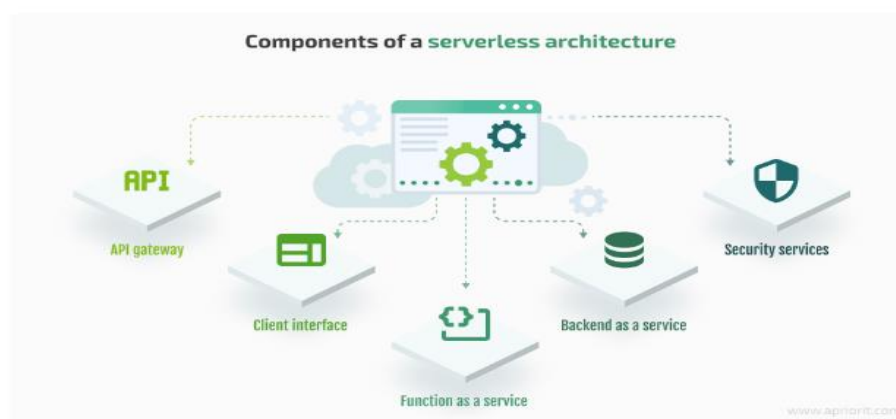 Components of a serverless architecture
API
API gateway
Client interface
Function as a service
Backend as a service
Security services
www.apriorit.com